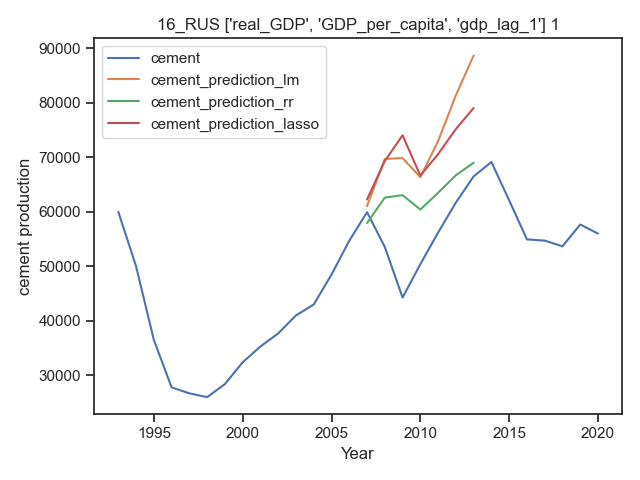 16_RUS ['real_GDP', 'GDP_per_capita', 'gdp_lag_1'] 1
cement
cement_prediction_lm
cement_prediction_rr
cement_prediction_lasso
cement production
90000
80000
70000
60000
50000
40000
30000
1995
2000
2005
2010
2015
2020
Year